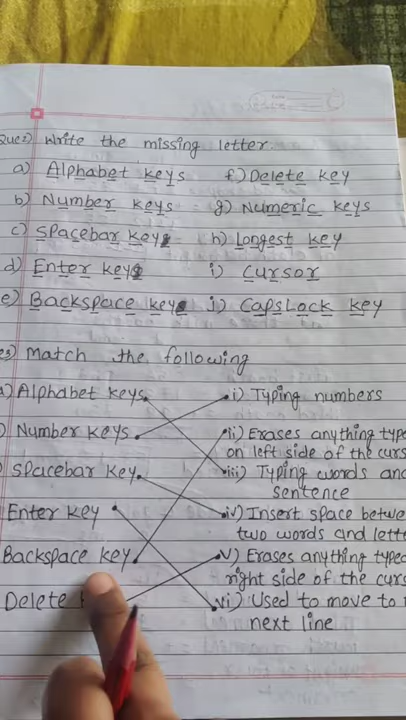 Que2) Write the missing letter.
a) Alphabet keys f) Delete key
b) Number keys g) Numeric keys
c) Spacebar key h) Longest key
d) Enter key i) Cursor
e) Backspace key j) CapsLock key
Match the following
a) Alphabet keys i) Typing numbers
) Number keys ii) Erases anything
on left side of the
) Spacebar key iii) Typing words and
sentence
Enter key iv) Insert space
two words and
Backspace key v) Erases anything typed
right side of the
Delete vi) Used to move to
next line